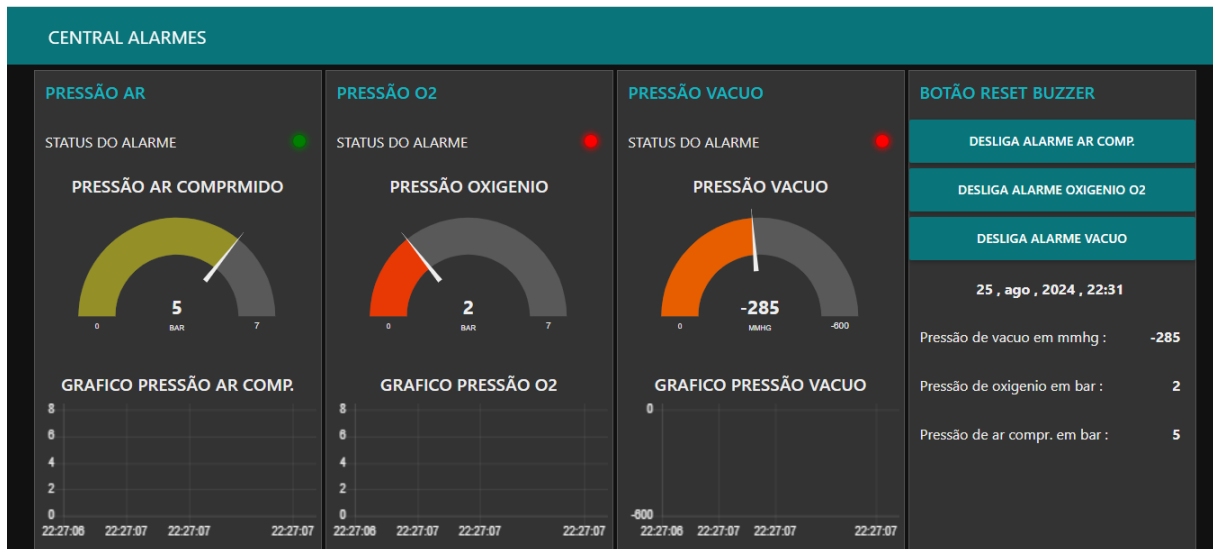 CENTRAL ALARMES
PRESSÃO AR
STATUS DO ALARME
PRESSÃO AR COMPRMIDO
5
0
BAR
7
GRAFICO PRESSÃO AR COMP.
8
6
4
2
0
22:27:06 22:27:07 22:27:07 22:27:07
PRESSÃO O2
STATUS DO ALARME
PRESSÃO OXIGENIO
2
0
BAR
7
GRAFICO PRESSÃO O2
8
6
4
2
0
22:27:06 22:27:07 22:27:07 22:27:07
PRESSÃO VACUO
STATUS DO ALARME
PRESSÃO VACUO
-285
0
MMHG
-600
GRAFICO PRESSÃO VACUO
0
-600
22:27:06 22:27:07 22:27:07 22:27:07
BOTÃO RESET BUZZER
DESLIGA ALARME AR COMP.
DESLIGA ALARME OXIGENIO O2
DESLIGA ALARME VACUO
25 , ago , 2024 , 22:31
Pressão de vacuo em mmhg : -285
Pressão de oxigenio em bar : 2
Pressão de ar compr. em bar : 5